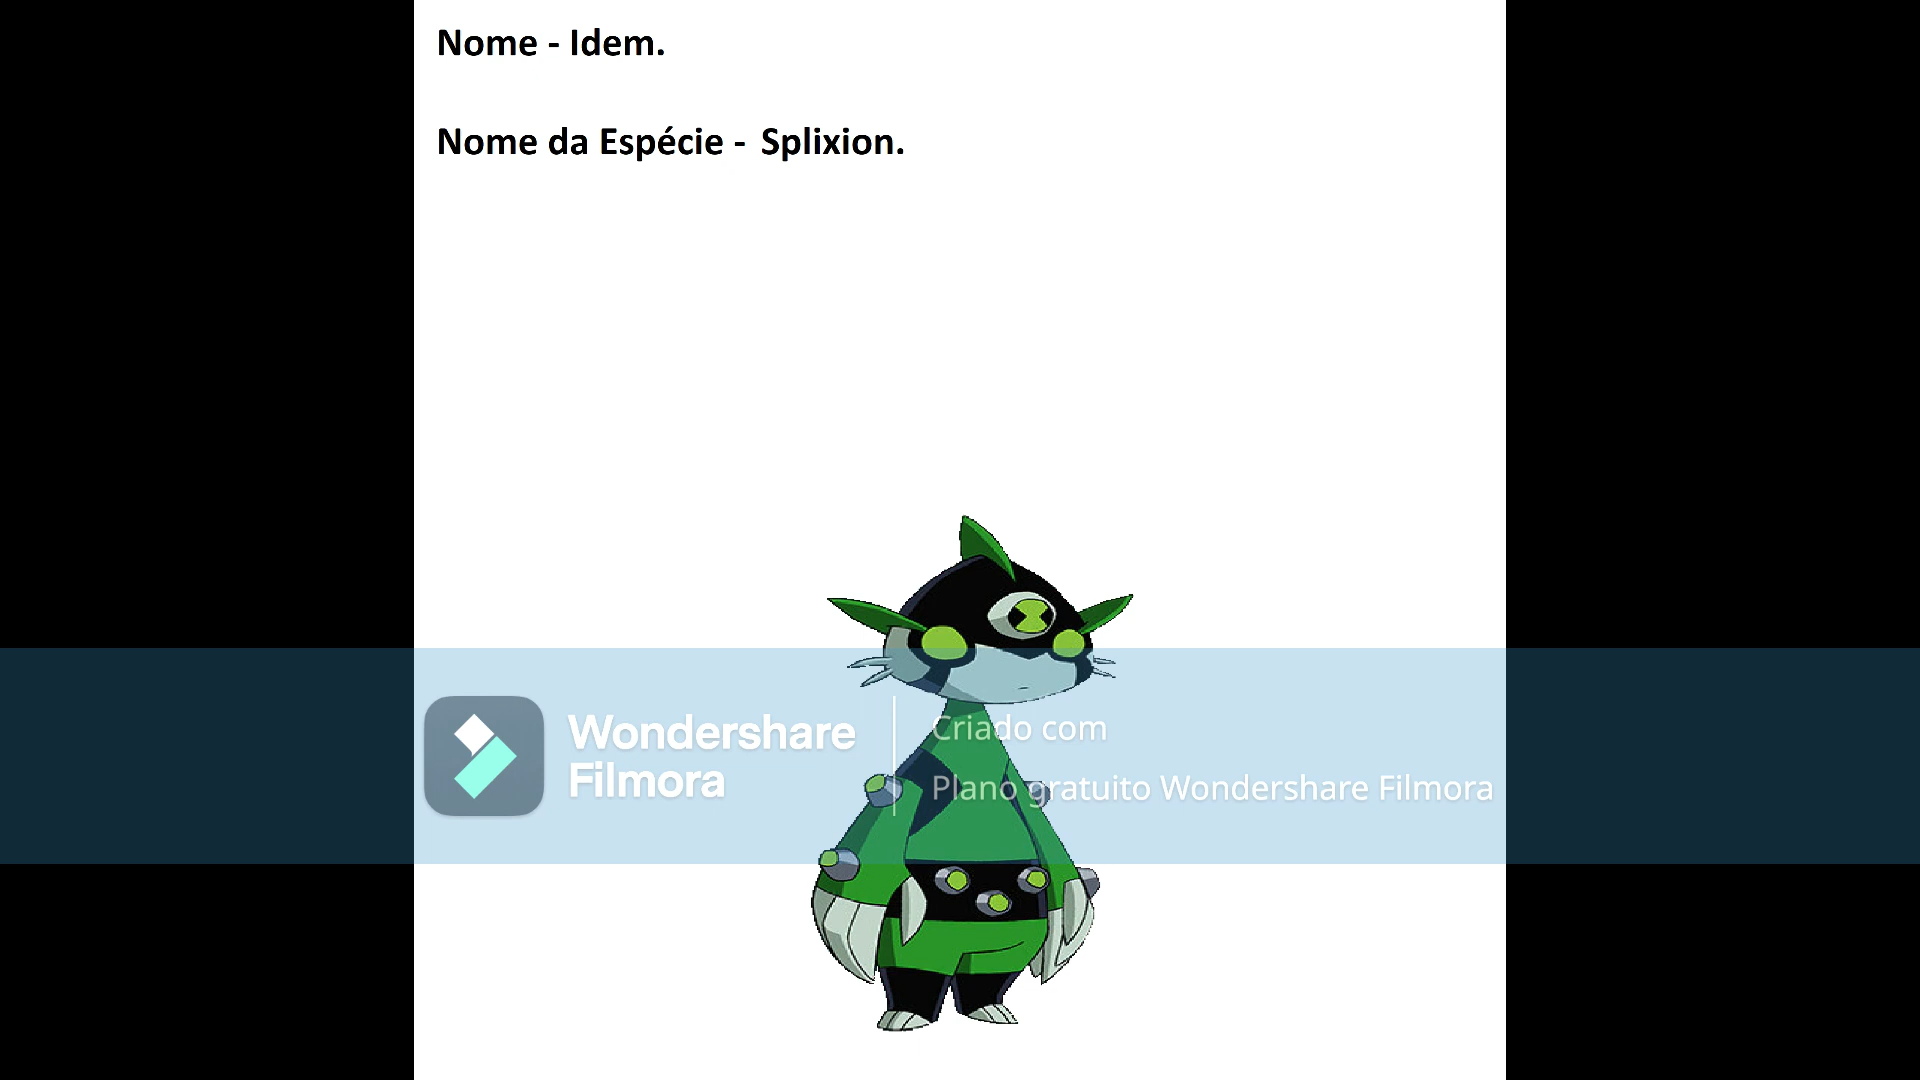 Nome - Idem.
Nome da Espécie - Splixion.
Wondershare
Filmora
Criado com
Plano gratuito Wondershare Filmora